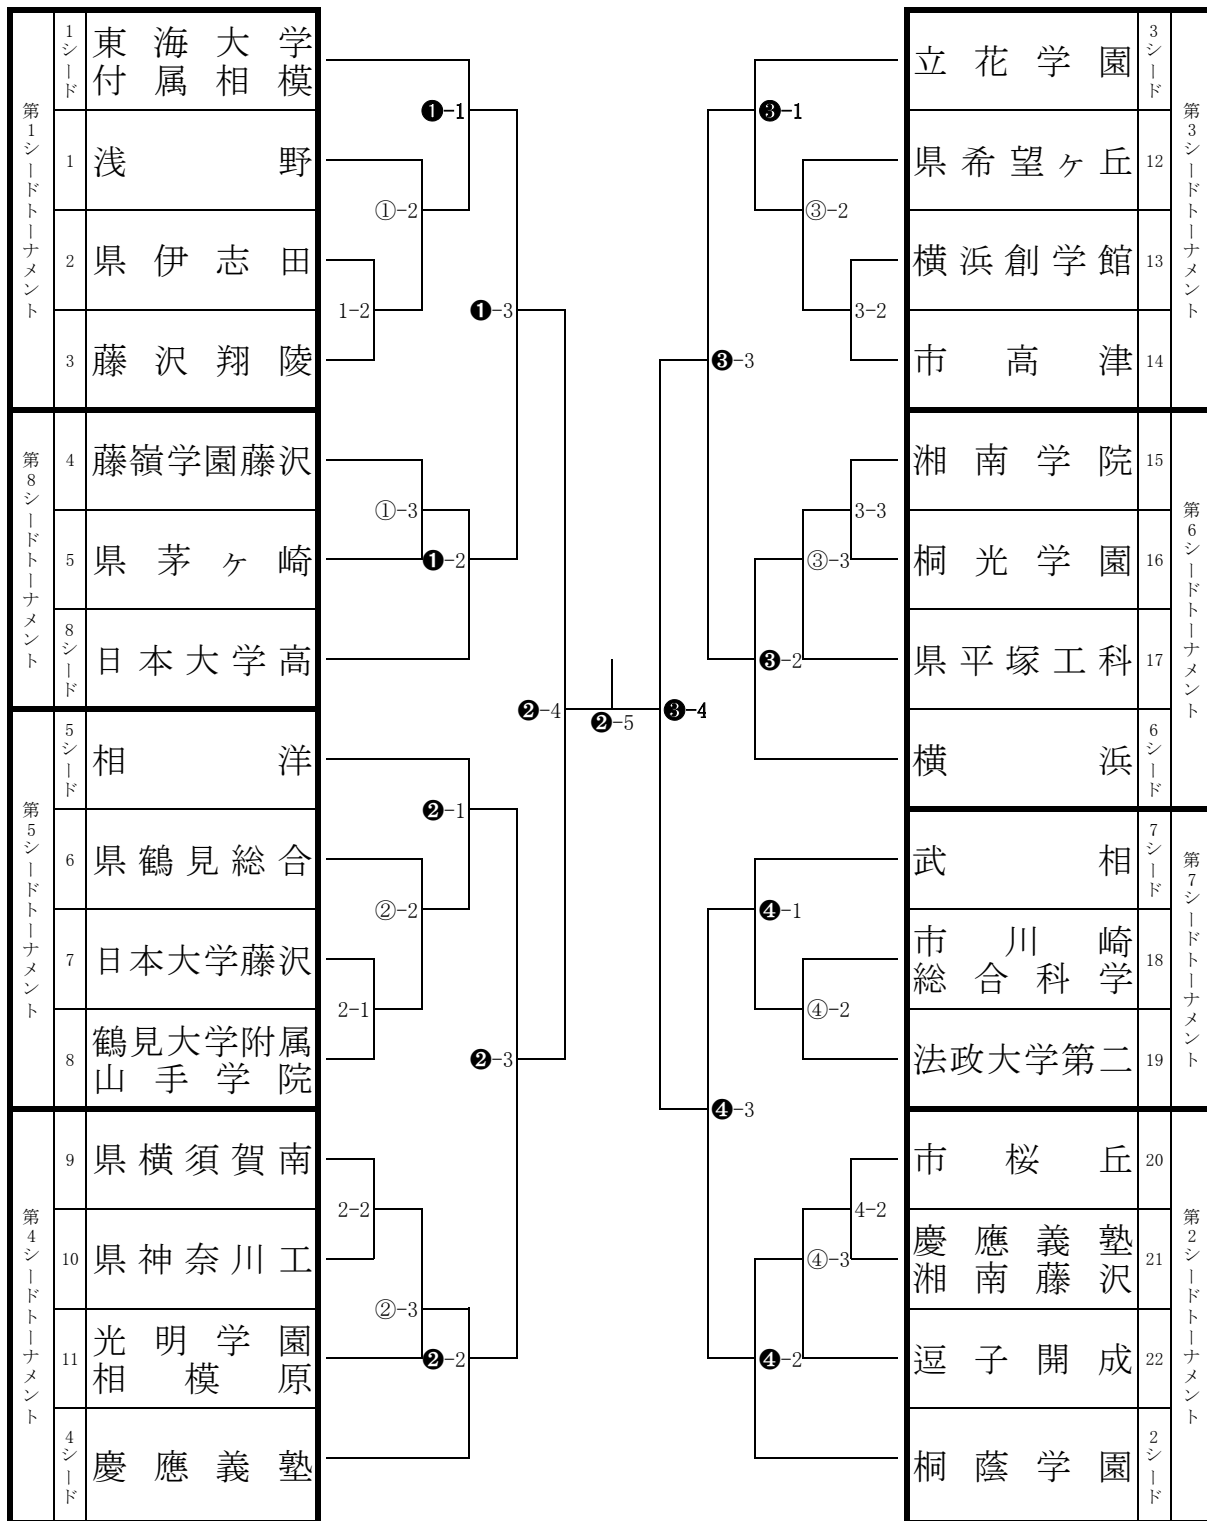 第1シードトーナメント
1シード
東海大学
付属相模
1
浅野
2
県伊志田
3
藤沢翔陵
❶-1
①-2
1-2
❶-3
第8シードトーナメント
4
藤嶺学園藤沢
5
県茅ヶ崎
8シード
日本大学高
①-3
❶-2
第5シードトーナメント
5シード
相洋
6
県鶴見総合
7
日本大学藤沢
8
鶴見大学附属
山手学院
❷-1
②-2
2-1
❷-3
❷-4
第4シードトーナメント
9
県横須賀南
10
県神奈川工
11
光明学園
相模原
4シード
慶應義塾
2-2
②-3
❷-2
❷-5
第3シードトーナメント
3シード
立花学園
県希望ヶ丘
12
横浜創学館
13
市高津
14
❸-1
③-2
3-2
❸-3
第6シードトーナメント
湘南学院
15
桐光学園
16
県平塚工科
17
横浜
6シード
3-3
③-3
❸-2
❸-4
第7シードトーナメント
武相
7シード
市川崎
総合科学
18
法政大学第二
19
❹-1
④-2
❹-3
第2シードトーナメント
市桜丘
20
慶應義塾
湘南藤沢
21
逗子開成
22
桐蔭学園
2シード
4-2
④-3
❹-2